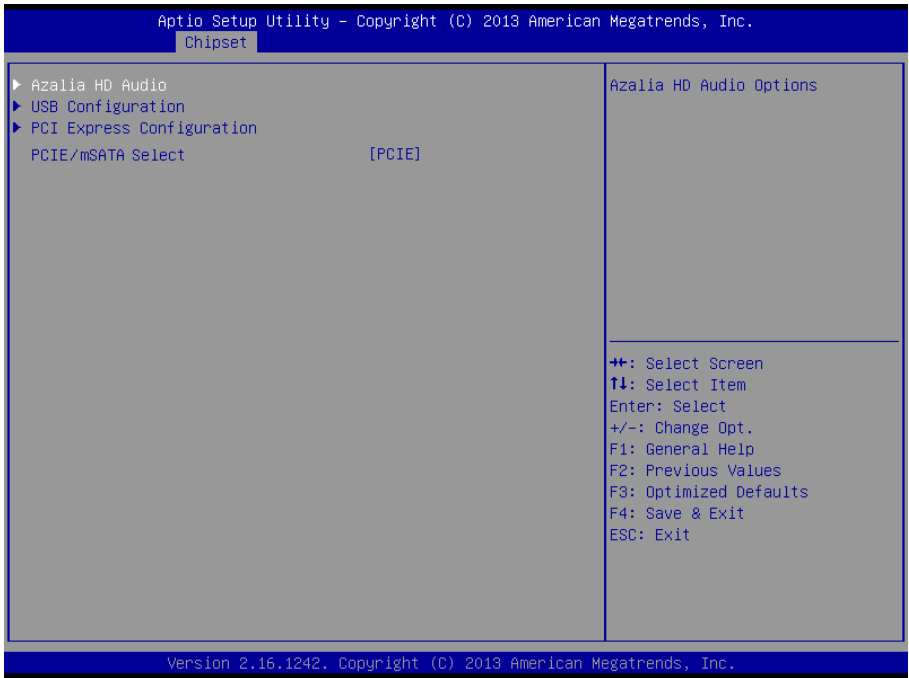 Aptio Setup Utility – Copyright (C) 2013 American Megatrends, Inc.
Chipset
▶ Azalia HD Audio
▶ USB Configuration
▶ PCI Express Configuration
PCIE/mSATA Select [PCIE]
Azalia HD Audio Options
→←: Select Screen
↑↓: Select Item
Enter: Select
+/-: Change Opt.
F1: General Help
F2: Previous Values
F3: Optimized Defaults
F4: Save & Exit
ESC: Exit
Version 2.16.1242. Copyright (C) 2013 American Megatrends, Inc.